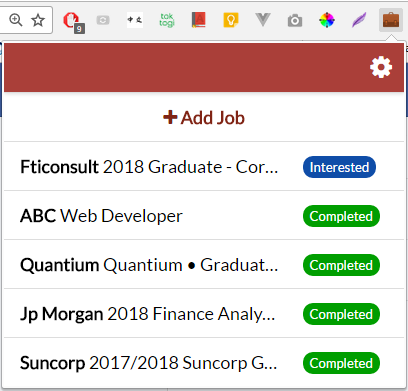 tok
togi
9
Add Job
Fticonsult 2018 Graduate - Cor… Interested
ABC Web Developer Completed
Quantium Quantium • Graduat… Completed
Jp Morgan 2018 Finance Analy… Completed
Suncorp 2017/2018 Suncorp G… Completed